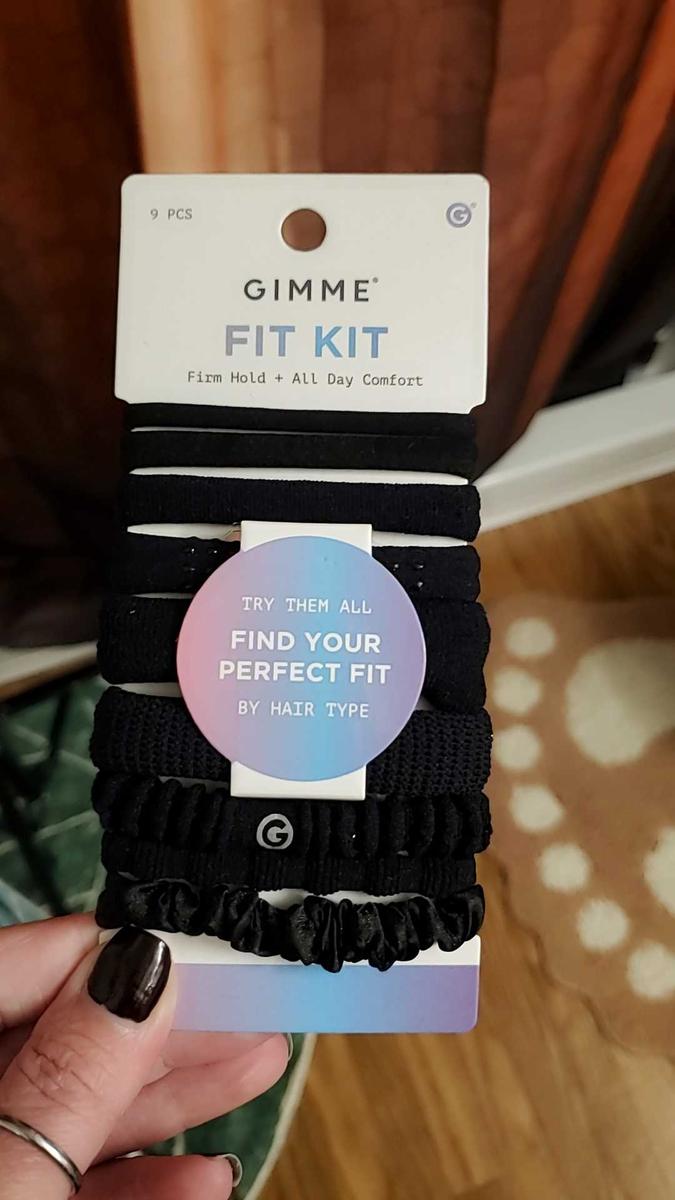 9 PCS
G®
GIMME®
FIT KIT
Firm Hold + All Day Comfort
TRY THEM ALL
FIND YOUR
PERFECT FIT
BY HAIR TYPE
G